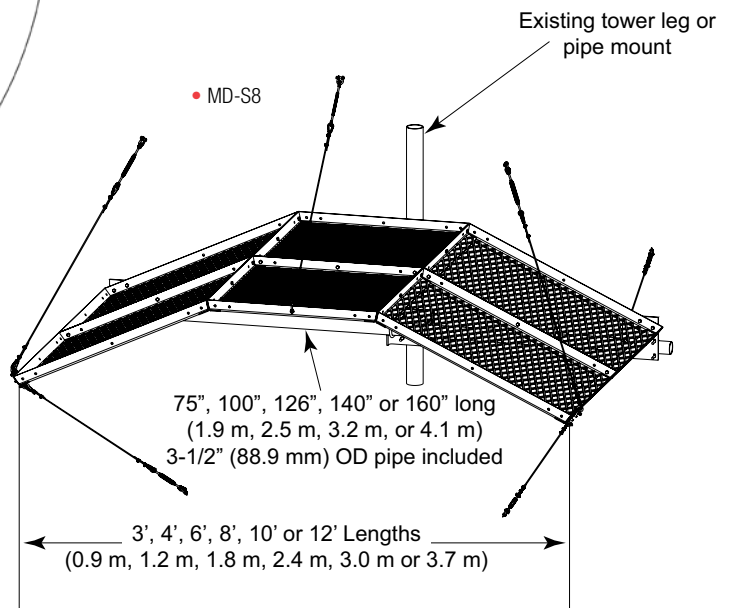 Existing tower leg or
pipe mount
• MD-S8
75”, 100”, 126”, 140” or 160” long
(1.9 m, 2.5 m, 3.2 m, or 4.1 m)
3-1/2” (88.9 mm) OD pipe included
3’, 4’, 6’, 8’, 10’ or 12’ Lengths
(0.9 m, 1.2 m, 1.8 m, 2.4 m, 3.0 m or 3.7 m)